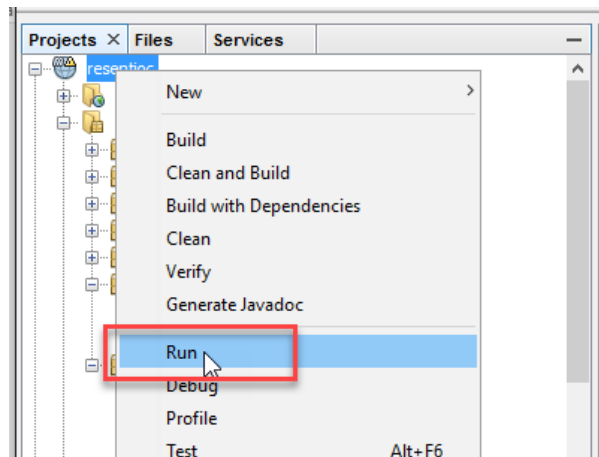 Projects × Files Services
New
Build
Clean and Build
Build with Dependencies
Clean
Verify
Generate Javadoc
Run
Debug
Profile
Test Alt+F6